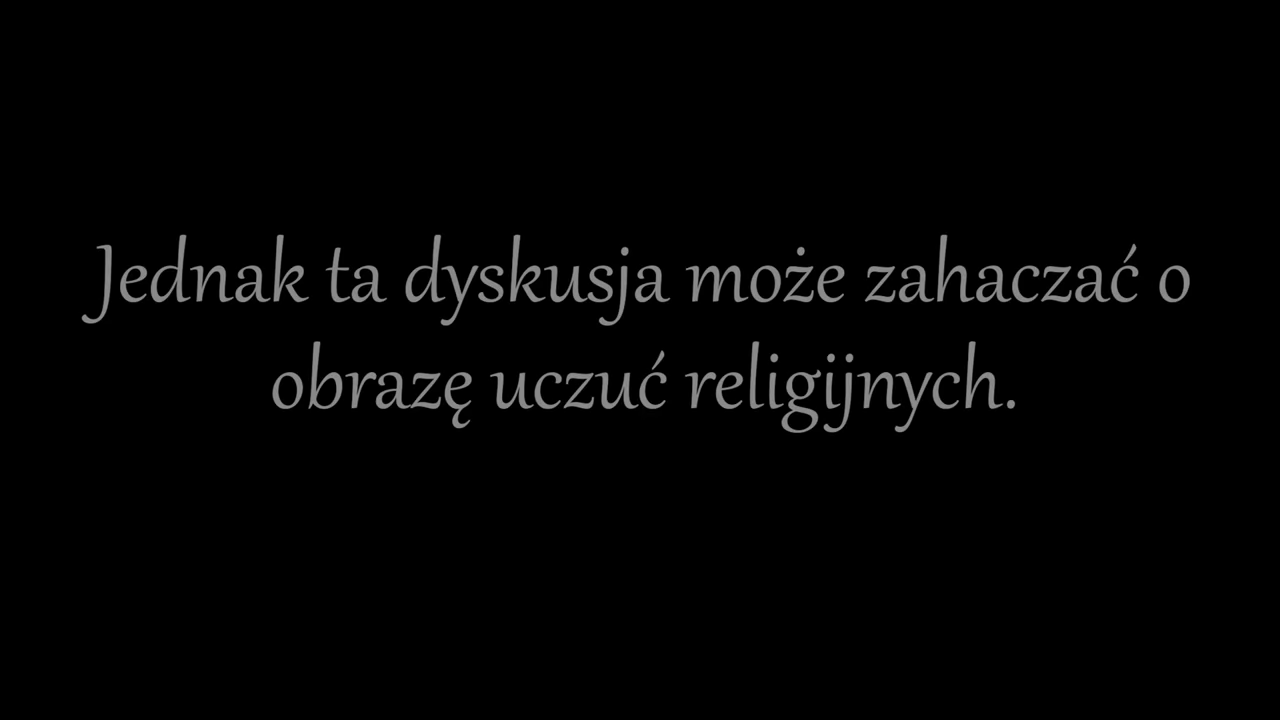 Jednak ta dyskusja może zahaczać o
obrazę uczuć religijnych.